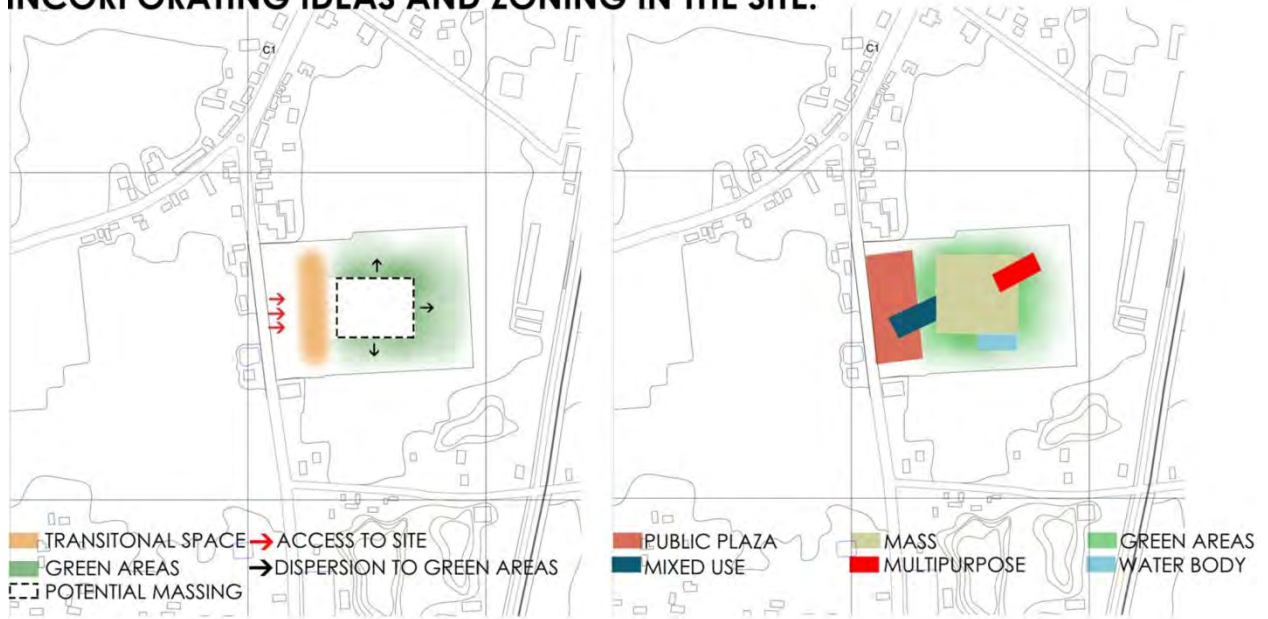 INCORPORATING IDEAS AND ZONING IN THE SITE.
C1
C1
TRANSITONAL SPACE ACCESS TO SITE
GREEN AREAS DISPERSION TO GREEN AREAS
POTENTIAL MASSING
PUBLIC PLAZA MASS GREEN AREAS
MIXED USE MULTIPURPOSE WATER BODY